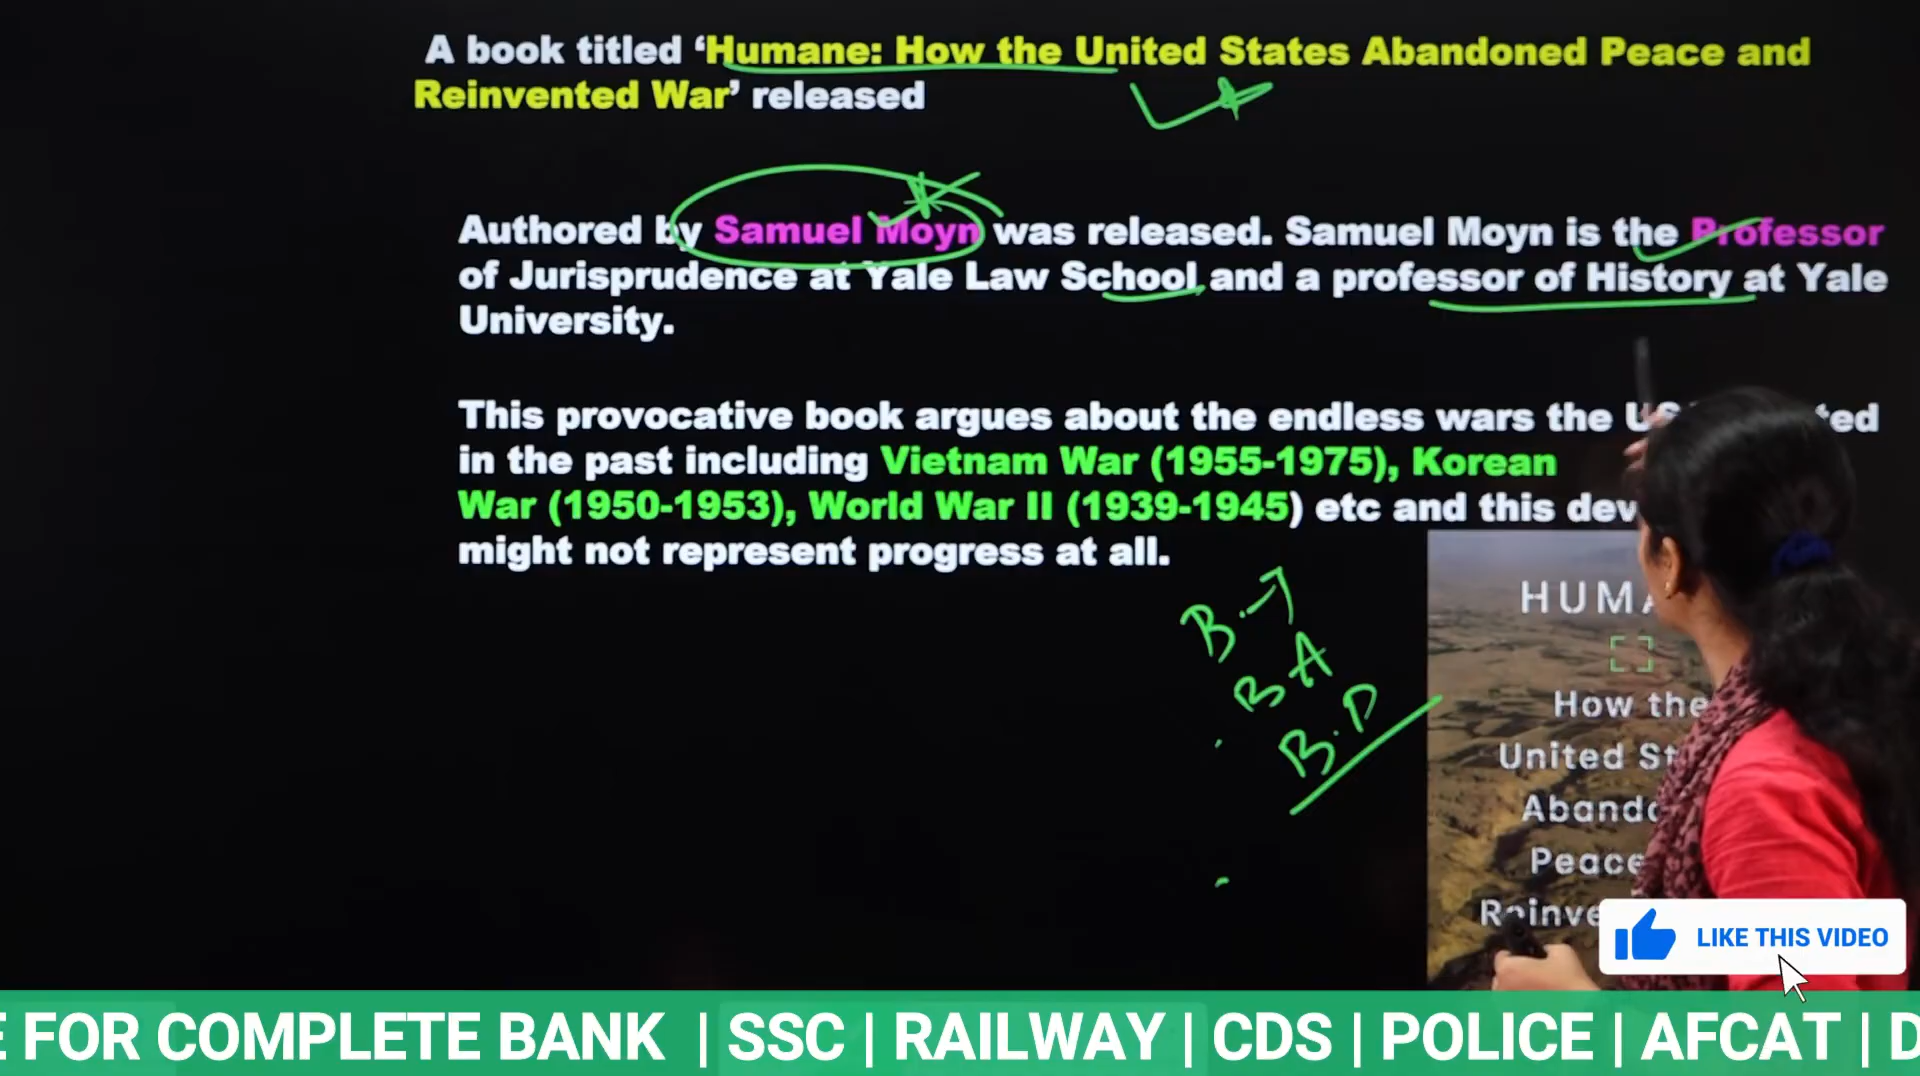 A book titled ‘Humane: How the United States Abandoned Peace and
Reinvented War’ released
Authored by Samuel Moyn was released. Samuel Moyn is the Professor
of Jurisprudence at Yale Law School and a professor of History at Yale
University.
This provocative book argues about the endless wars the
in the past including Vietnam War (1955-1975), Korean
War (1950-1953), World War II (1939-1945) etc and this
might not represent progress at all.
B.
B A
B.D
How the
United
Peace
LIKE THIS VIDEO
FOR COMPLETE BANK | SSC | RAILWAY | CDS | POLICE | AFCAT |